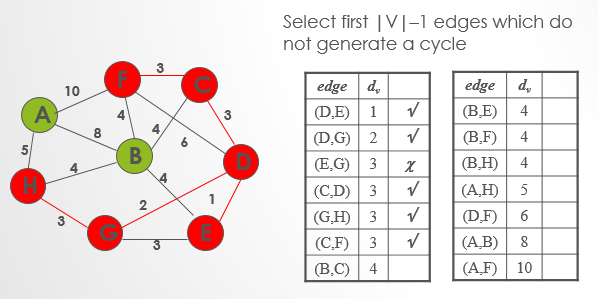 Select first |V|–1 edges which do
not generate a cycle
F
3
C
10
A
4
4
3
8
6
5
B
D
4
4
H
2
1
3
G
3
E
edge dᵥ
(D,E) 1 √
(D,G) 2 √
(E,G) 3 χ
(C,D) 3 √
(G,H) 3 √
(C,F) 3 √
(B,C) 4
edge dᵥ
(B,E) 4
(B,F) 4
(B,H) 4
(A,H) 5
(D,F) 6
(A,B) 8
(A,F) 10